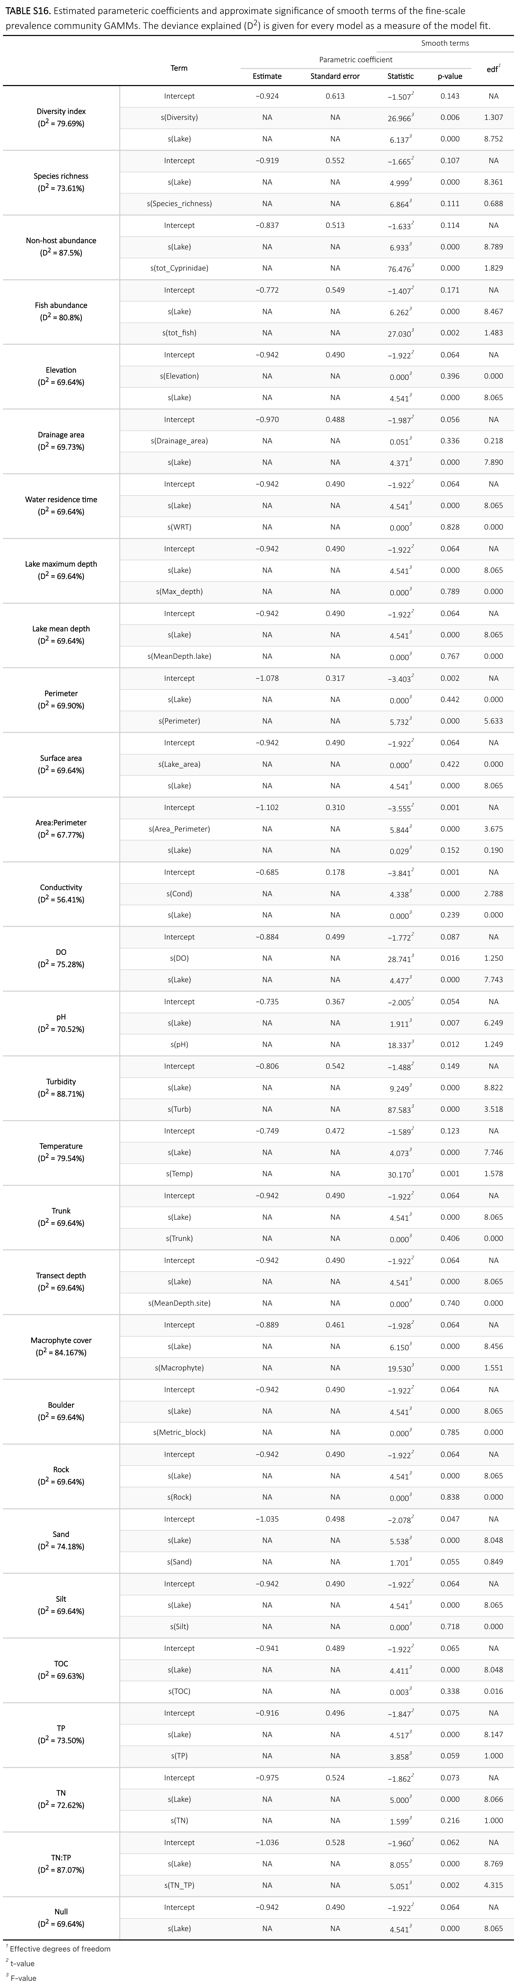 TABLE S16. Estimated parameteric coefficients and approximate significance of smooth terms of the fine-scale
prevalence community GAMMs. The deviance explained (D²) is given for every model as a measure of the model fit.
Smooth terms
Parametric coefficient
Term edf¹
Estimate Standard error Statistic p-value
Diversity index
(D² = 79.69%)
Intercept −0.924 0.613 −1.507² 0.143 NA
s(Diversity) NA NA 26.966³ 0.006 1.307
s(Lake) NA NA 6.137³ 0.000 8.752
Species richness
(D² = 73.61%)
Intercept −0.919 0.552 −1.665² 0.107 NA
s(Lake) NA NA 4.999³ 0.000 8.361
s(Species_richness) NA NA 6.864³ 0.111 0.688
Non-host abundance
(D² = 87.5%)
Intercept −0.837 0.513 −1.633² 0.114 NA
s(Lake) NA NA 6.933³ 0.000 8.789
s(tot_Cyprinidae) NA NA 76.476³ 0.000 1.829
Fish abundance
(D² = 80.8%)
Intercept −0.772 0.549 −1.407² 0.171 NA
s(Lake) NA NA 6.262³ 0.000 8.467
s(tot_fish) NA NA 27.030³ 0.002 1.483
Elevation
(D² = 69.64%)
Intercept −0.942 0.490 −1.922² 0.064 NA
s(Elevation) NA NA 0.000³ 0.396 0.000
s(Lake) NA NA 4.541³ 0.000 8.065
Drainage area
(D² = 69.73%)
Intercept −0.970 0.488 −1.987² 0.056 NA
s(Drainage_area) NA NA 0.051³ 0.336 0.218
s(Lake) NA NA 4.371³ 0.000 7.890
Water residence time
(D² = 69.64%)
Intercept −0.942 0.490 −1.922² 0.064 NA
s(Lake) NA NA 4.541³ 0.000 8.065
s(WRT) NA NA 0.000³ 0.828 0.000
Lake maximum depth
(D² = 69.64%)
Intercept −0.942 0.490 −1.922² 0.064 NA
s(Lake) NA NA 4.541³ 0.000 8.065
s(Max_depth) NA NA 0.000³ 0.789 0.000
Lake mean depth
(D² = 69.64%)
Intercept −0.942 0.490 −1.922² 0.064 NA
s(Lake) NA NA 4.541³ 0.000 8.065
s(MeanDepth.lake) NA NA 0.000³ 0.767 0.000
Perimeter
(D² = 69.90%)
Intercept −1.078 0.317 −3.403² 0.002 NA
s(Lake) NA NA 0.000³ 0.442 0.000
s(Perimeter) NA NA 5.732³ 0.000 5.633
Surface area
(D² = 69.64%)
Intercept −0.942 0.490 −1.922² 0.064 NA
s(Lake_area) NA NA 0.000³ 0.422 0.000
s(Lake) NA NA 4.541³ 0.000 8.065
Area:Perimeter
(D² = 67.77%)
Intercept −1.102 0.310 −3.555² 0.001 NA
s(Area_Perimeter) NA NA 5.844³ 0.000 3.675
s(Lake) NA NA 0.029³ 0.152 0.190
Conductivity
(D² = 56.41%)
Intercept −0.685 0.178 −3.841² 0.001 NA
s(Cond) NA NA 4.338³ 0.000 2.788
s(Lake) NA NA 0.000³ 0.239 0.000
DO
(D² = 75.28%)
Intercept −0.884 0.499 −1.772² 0.087 NA
s(DO) NA NA 28.741³ 0.016 1.250
s(Lake) NA NA 4.477³ 0.000 7.743
pH
(D² = 70.52%)
Intercept −0.735 0.367 −2.005² 0.054 NA
s(Lake) NA NA 1.911³ 0.007 6.249
s(pH) NA NA 18.337³ 0.012 1.249
Turbidity
(D² = 88.71%)
Intercept −0.806 0.542 −1.488² 0.149 NA
s(Lake) NA NA 9.249³ 0.000 8.822
s(Turb) NA NA 87.583³ 0.000 3.518
Temperature
(D² = 79.54%)
Intercept −0.749 0.472 −1.589² 0.123 NA
s(Lake) NA NA 4.073³ 0.000 7.746
s(Temp) NA NA 30.170³ 0.001 1.578
Trunk
(D² = 69.64%)
Intercept −0.942 0.490 −1.922² 0.064 NA
s(Lake) NA NA 4.541³ 0.000 8.065
s(Trunk) NA NA 0.000³ 0.406 0.000
Transect depth
(D² = 69.64%)
Intercept −0.942 0.490 −1.922² 0.064 NA
s(Lake) NA NA 4.541³ 0.000 8.065
s(MeanDepth.site) NA NA 0.000³ 0.740 0.000
Macrophyte cover
(D² = 84.167%)
Intercept −0.889 0.461 −1.928² 0.064 NA
s(Lake) NA NA 6.150³ 0.000 8.456
s(Macrophyte) NA NA 19.530³ 0.000 1.551
Boulder
(D² = 69.64%)
Intercept −0.942 0.490 −1.922² 0.064 NA
s(Lake) NA NA 4.541³ 0.000 8.065
s(Metric_block) NA NA 0.000³ 0.785 0.000
Rock
(D² = 69.64%)
Intercept −0.942 0.490 −1.922² 0.064 NA
s(Lake) NA NA 4.541³ 0.000 8.065
s(Rock) NA NA 0.000³ 0.838 0.000
Sand
(D² = 74.18%)
Intercept −1.035 0.498 −2.078² 0.047 NA
s(Lake) NA NA 5.538³ 0.000 8.048
s(Sand) NA NA 1.701³ 0.055 0.849
Silt
(D² = 69.64%)
Intercept −0.942 0.490 −1.922² 0.064 NA
s(Lake) NA NA 4.541³ 0.000 8.065
s(Silt) NA NA 0.000³ 0.718 0.000
TOC
(D² = 69.63%)
Intercept −0.941 0.489 −1.922² 0.065 NA
s(Lake) NA NA 4.411³ 0.000 8.048
s(TOC) NA NA 0.003³ 0.338 0.016
TP
(D² = 73.50%)
Intercept −0.916 0.496 −1.847² 0.075 NA
s(Lake) NA NA 4.517³ 0.000 8.147
s(TP) NA NA 3.858³ 0.059 1.000
TN
(D² = 72.62%)
Intercept −0.975 0.524 −1.862² 0.073 NA
s(Lake) NA NA 5.000³ 0.000 8.066
s(TN) NA NA 1.599³ 0.216 1.000
TN:TP
(D² = 87.07%)
Intercept −1.036 0.528 −1.960² 0.062 NA
s(Lake) NA NA 8.055³ 0.000 8.769
s(TN_TP) NA NA 5.051³ 0.002 4.315
Null
(D² = 69.64%)
Intercept −0.942 0.490 −1.922² 0.064 NA
s(Lake) NA NA 4.541³ 0.000 8.065
¹ Effective degrees of freedom
² t-value
³ F-value